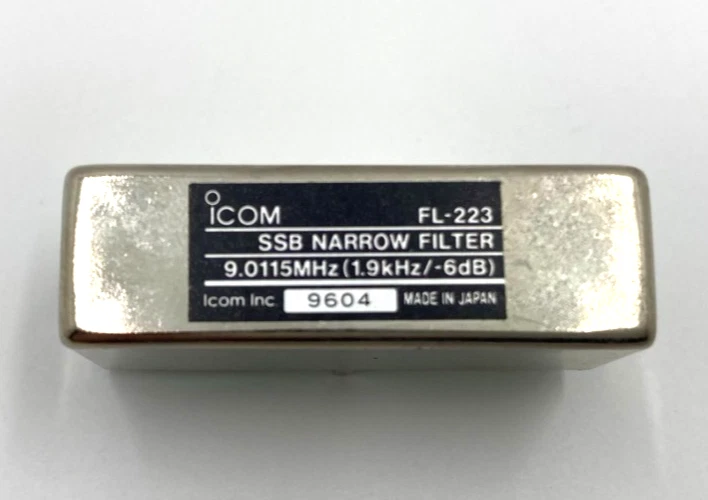 ICOM FL-223
SSB NARROW FILTER
9.0115MHz (1.9kHz/-6dB)
Icom Inc. 9604 MADE IN JAPAN